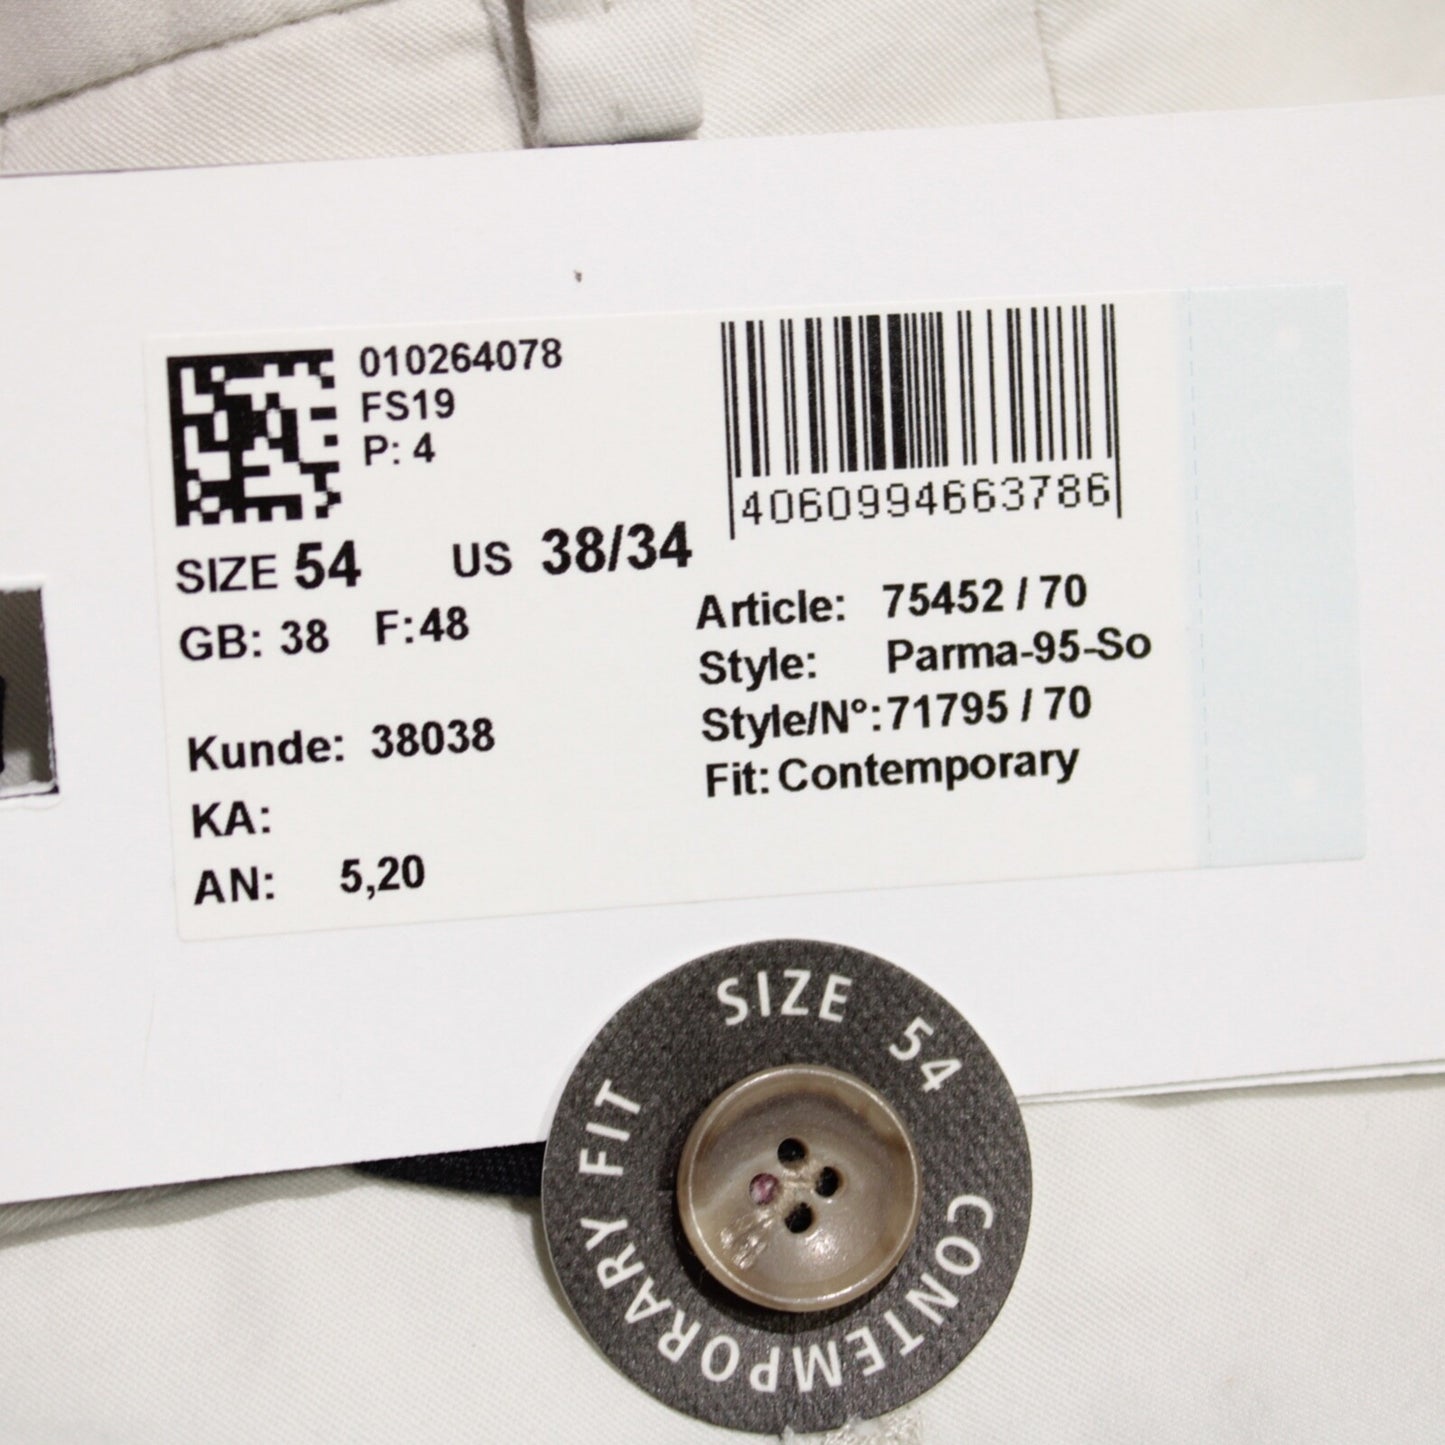 010264078
FS19
P: 4
4060994663786
SIZE 54 US 38/34
GB: 38 F:48
Kunde: 38038
KA:
AN: 5,20
Article: 75452 / 70
Style: Parma-95-So
Style/N°:71795 / 70
Fit: Contemporary
SIZE 54
CONTEMPORARY FIT